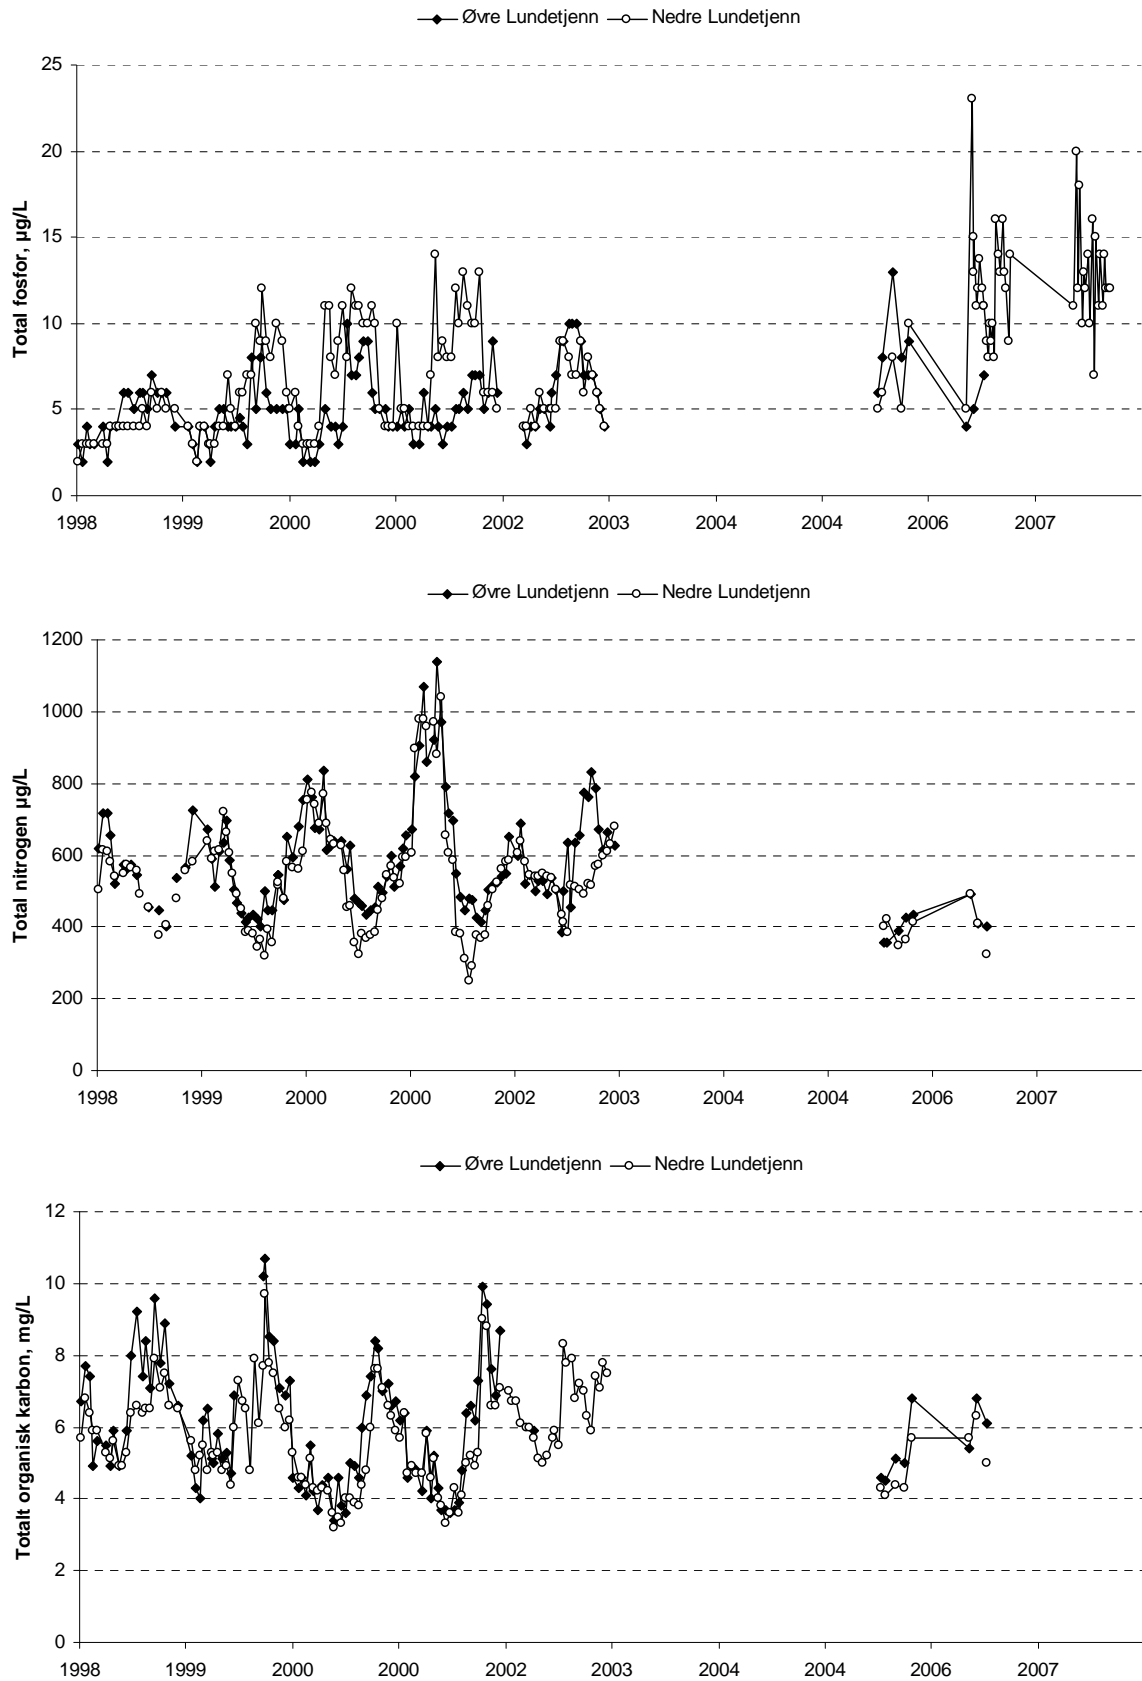 Øvre Lundetjenn Nedre Lundetjenn
25
20
15
10
5
0
Total fosfor, µg/L
1998 1999 2000 2000 2002 2003 2004 2004 2006 2007
Øvre Lundetjenn Nedre Lundetjenn
1200
1000
800
600
400
200
0
Total nitrogen µg/L
1998 1999 2000 2000 2002 2003 2004 2004 2006 2007
Øvre Lundetjenn Nedre Lundetjenn
12
10
8
6
4
2
0
Totalt organisk karbon, mg/L
1998 1999 2000 2000 2002 2003 2004 2004 2006 2007